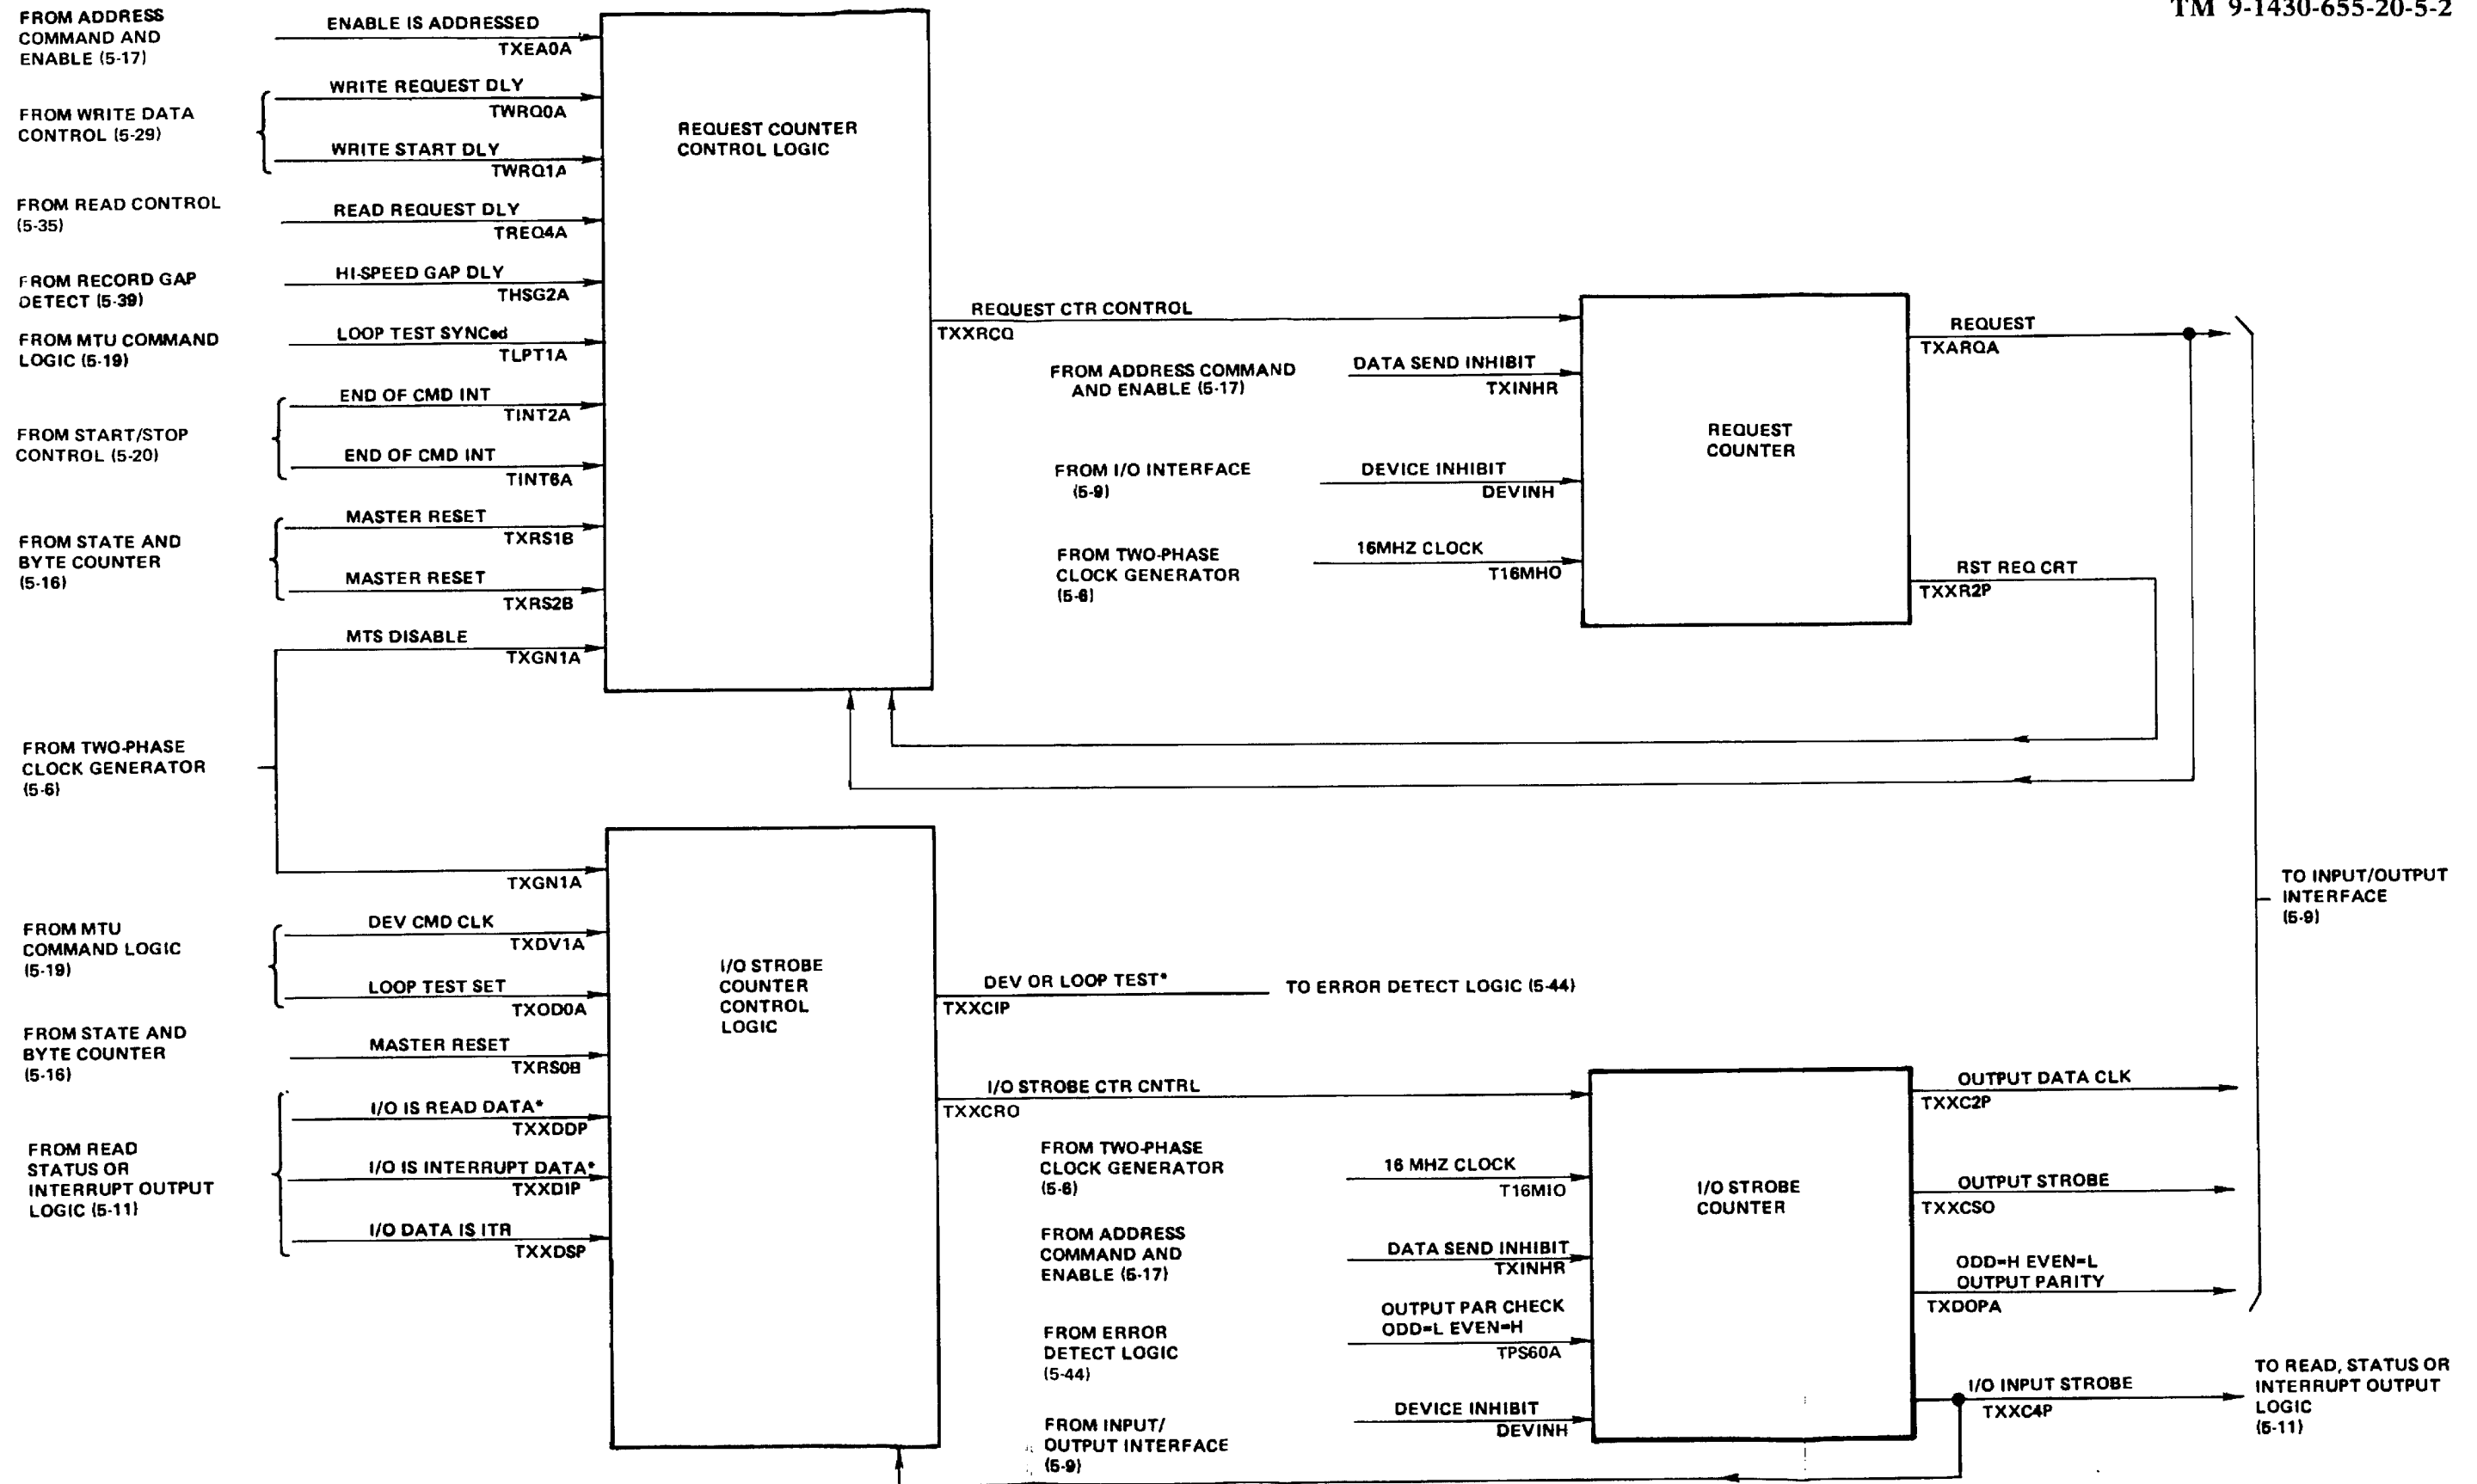 TM 9-1430-655-20-5-2
FROM ADDRESS
COMMAND AND
ENABLE (5-17)
ENABLE IS ADDRESSED
TXEA0A
FROM WRITE DATA
CONTROL (5-29)
WRITE REQUEST DLY
TWRQ0A
WRITE START DLY
TWRQ1A
FROM READ CONTROL
(5-35)
READ REQUEST DLY
TREQ4A
FROM RECORD GAP
DETECT (5-39)
HI-SPEED GAP DLY
THSG2A
FROM MTU COMMAND
LOGIC (5-19)
LOOP TEST SYNCed
TLPT1A
FROM START/STOP
CONTROL (5-20)
END OF CMD INT
TINT2A
END OF CMD INT
TINT6A
FROM STATE AND
BYTE COUNTER
(5-16)
MASTER RESET
TXRS1B
MASTER RESET
TXRS2B
MTS DISABLE
TXGN1A
FROM TWO-PHASE
CLOCK GENERATOR
(5-6)
REQUEST COUNTER
CONTROL LOGIC
REQUEST CTR CONTROL
TXXRCQ
FROM ADDRESS COMMAND
AND ENABLE (5-17)
DATA SEND INHIBIT
TXINHR
FROM I/O INTERFACE
(5-9)
DEVICE INHIBIT
DEVINH
FROM TWO-PHASE
CLOCK GENERATOR
(5-6)
16MHZ CLOCK
T16MHO
REQUEST
COUNTER
REQUEST
TXARQA
RST REQ CRT
TXXR2P
TO INPUT/OUTPUT
INTERFACE
(5-9)
TXGN1A
FROM MTU
COMMAND LOGIC
(5-19)
DEV CMD CLK
TXDV1A
LOOP TEST SET
TXOD0A
FROM STATE AND
BYTE COUNTER
(5-16)
MASTER RESET
TXRS0B
FROM READ
STATUS OR
INTERRUPT OUTPUT
LOGIC (5-11)
I/O IS READ DATA*
TXXDDP
I/O IS INTERRUPT DATA*
TXXDIP
I/O DATA IS ITR
TXXDSP
I/O STROBE
COUNTER
CONTROL
LOGIC
DEV OR LOOP TEST*
TXXCIP
TO ERROR DETECT LOGIC (5-44)
I/O STROBE CTR CNTRL
TXXCRO
FROM TWO-PHASE
CLOCK GENERATOR
(5-6)
16 MHZ CLOCK
T16MIO
FROM ADDRESS
COMMAND AND
ENABLE (5-17)
DATA SEND INHIBIT
TXINHR
FROM ERROR
DETECT LOGIC
(5-44)
OUTPUT PAR CHECK
ODD=L EVEN=H
TPS60A
FROM INPUT/
OUTPUT INTERFACE
(5-9)
DEVICE INHIBIT
DEVINH
I/O STROBE
COUNTER
OUTPUT DATA CLK
TXXC2P
OUTPUT STROBE
TXXCSO
ODD=H EVEN=L
OUTPUT PARITY
TXDOPA
I/O INPUT STROBE
TXXC4P
TO READ, STATUS OR
INTERRUPT OUTPUT
LOGIC
(5-11)